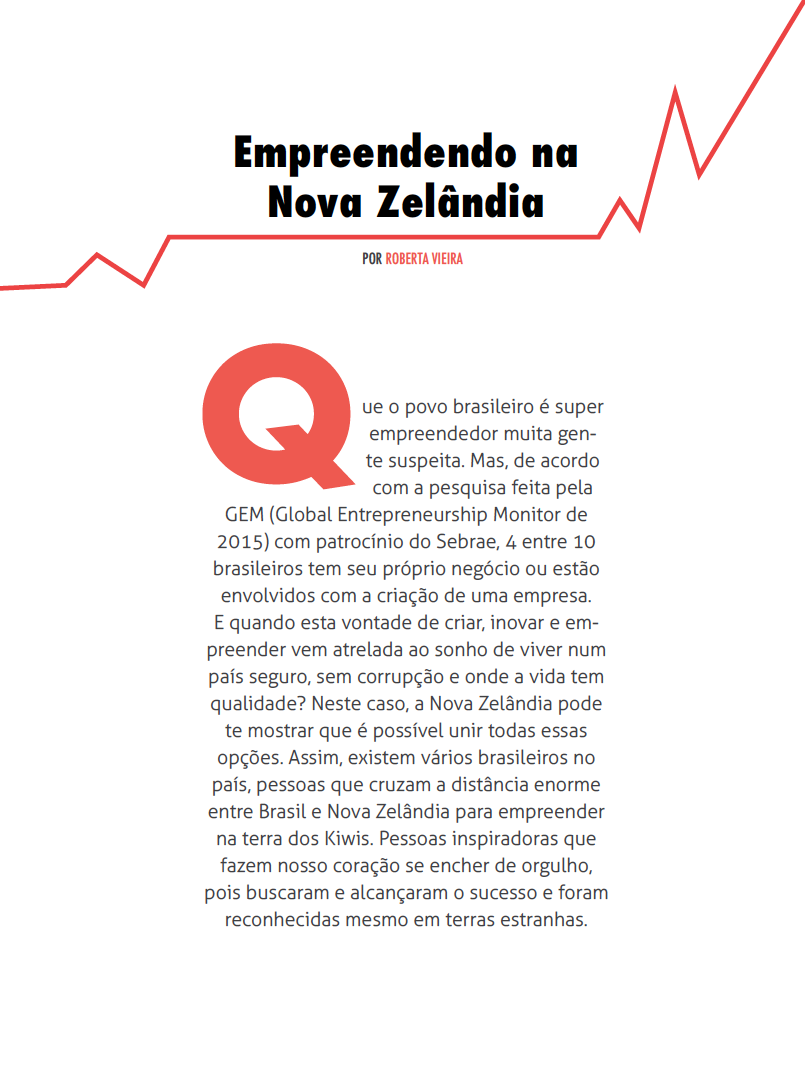 Empreendendo na
Nova Zelândia
POR ROBERTA VIEIRA
Que o povo brasileiro é super
empreendedor muita gen-
te suspeita. Mas, de acordo
com a pesquisa feita pela
GEM (Global Entrepreneurship Monitor de
2015) com patrocínio do Sebrae, 4 entre 10
brasileiros tem seu próprio negócio ou estão
envolvidos com a criação de uma empresa.
E quando esta vontade de criar, inovar e em-
preender vem atrelada ao sonho de viver num
país seguro, sem corrupção e onde a vida tem
qualidade? Neste caso, a Nova Zelândia pode
te mostrar que é possível unir todas essas
opções. Assim, existem vários brasileiros no
país, pessoas que cruzam a distância enorme
entre Brasil e Nova Zelândia para empreender
na terra dos Kiwis. Pessoas inspiradoras que
fazem nosso coração se encher de orgulho,
pois buscaram e alcançaram o sucesso e foram
reconhecidas mesmo em terras estranhas.